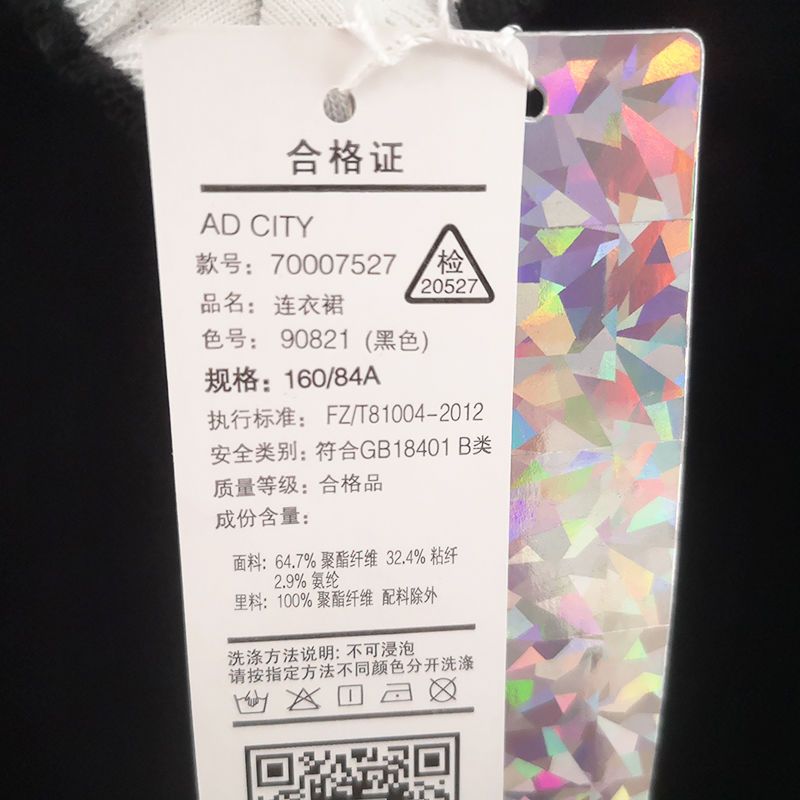 合格证
AD CITY
款号：70007527
检
20527
品名：连衣裙
色号：90821 (黑色)
规格：160/84A
执行标准：FZ/T81004-2012
安全类别：符合GB18401 B类
质量等级：合格品
成份含量：
面料：64.7% 聚酯纤维 32.4% 粘纤
2.9% 氨纶
里料：100% 聚酯纤维 配料除外
洗涤方法说明：不可浸泡
请按指定方法不同颜色分开洗涤